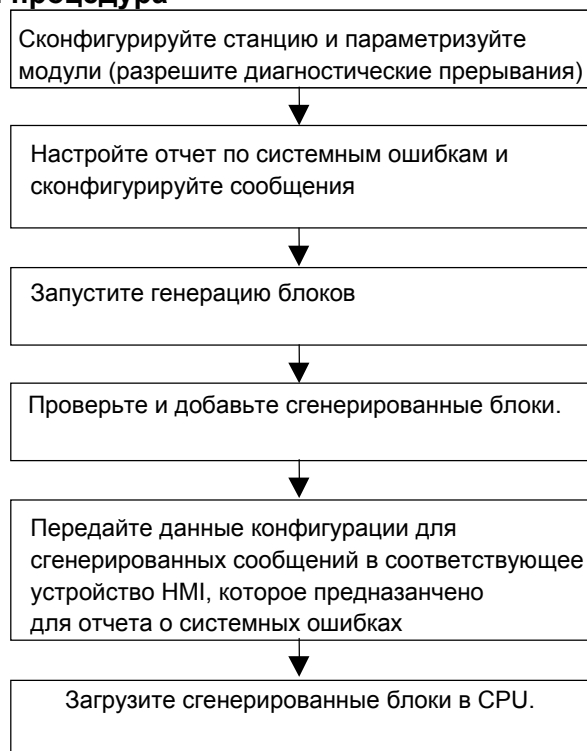 процедура
Сконфигурируйте станцию и параметризуйте
модули (разрешите диагностические прерывания)
Настройте отчет по системным ошибкам и
сконфигурируйте сообщения
Запустите генерацию блоков
Проверьте и добавьте сгенерированные блоки.
Передайте данные конфигурации для
сгенерированных сообщений в соответствующее
устройство HMI, которое предназанчено
для отчета о системных ошибках
Загрузите сгенерированные блоки в CPU.